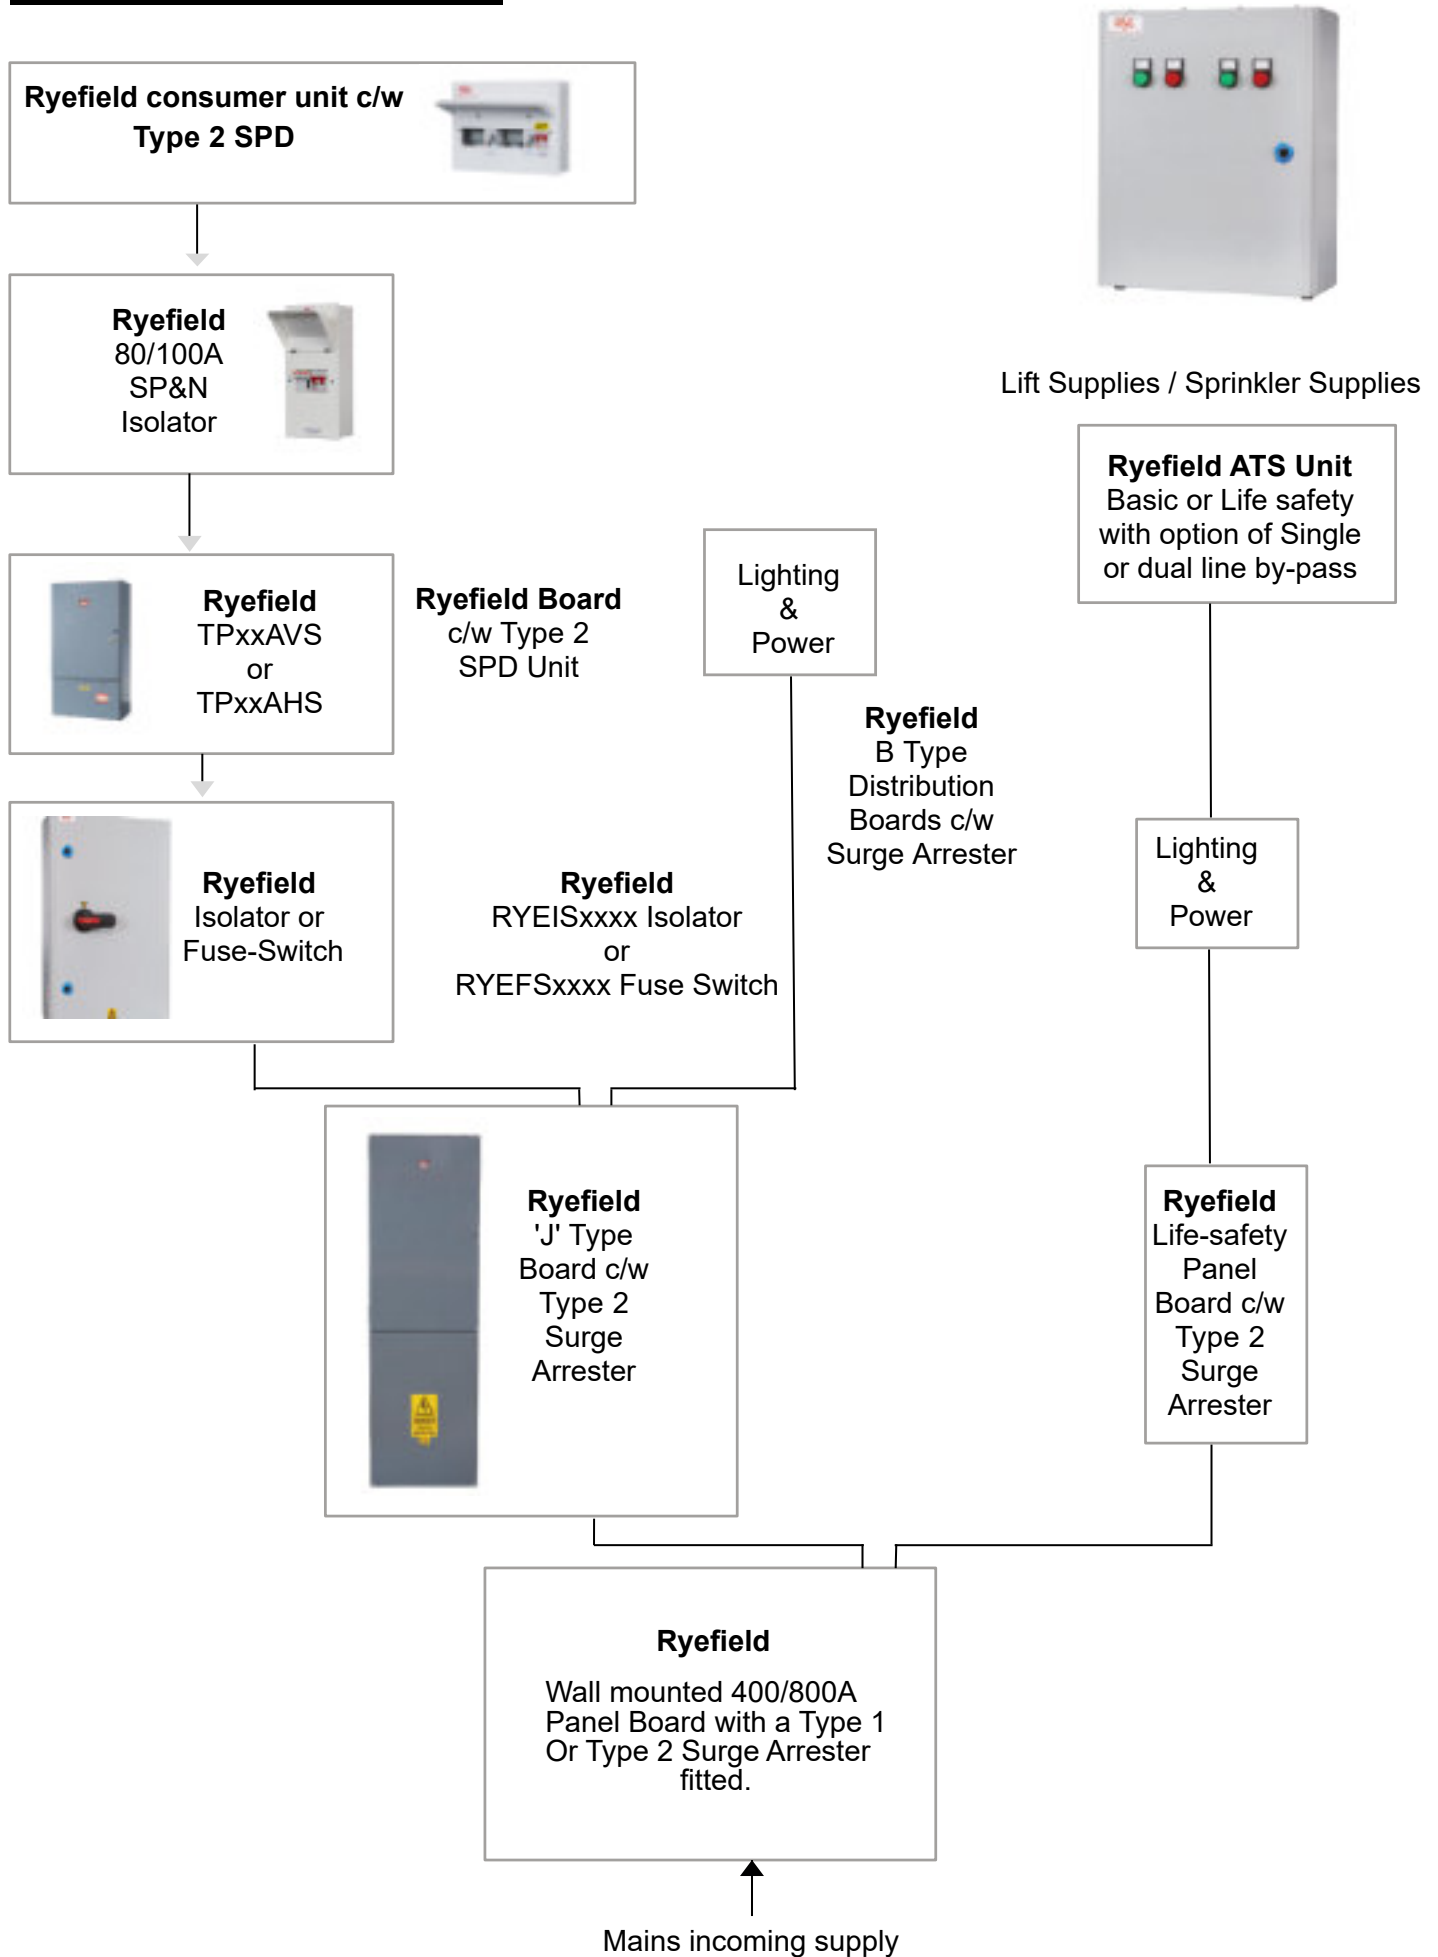 Ryefield consumer unit c/w
Type 2 SPD
Ryefield
80/100A
SP&N
Isolator
Lift Supplies / Sprinkler Supplies
Ryefield ATS Unit
Basic or Life safety
with option of Single
or dual line by-pass
Ryefield
TPxxAVS
or
TPxxAHS
Ryefield Board
c/w Type 2
SPD Unit
Lighting
&
Power
Ryefield
B Type
Distribution
Boards c/w
Surge Arrester
Ryefield
Isolator or
Fuse-Switch
Ryefield
RYEISxxxx Isolator
or
RYEFSxxxx Fuse Switch
Lighting
&
Power
Ryefield
'J' Type
Board c/w
Type 2
Surge
Arrester
Ryefield
Life-safety
Panel
Board c/w
Type 2
Surge
Arrester
Ryefield
Wall mounted 400/800A
Panel Board with a Type 1
Or Type 2 Surge Arrester
fitted.
Mains incoming supply